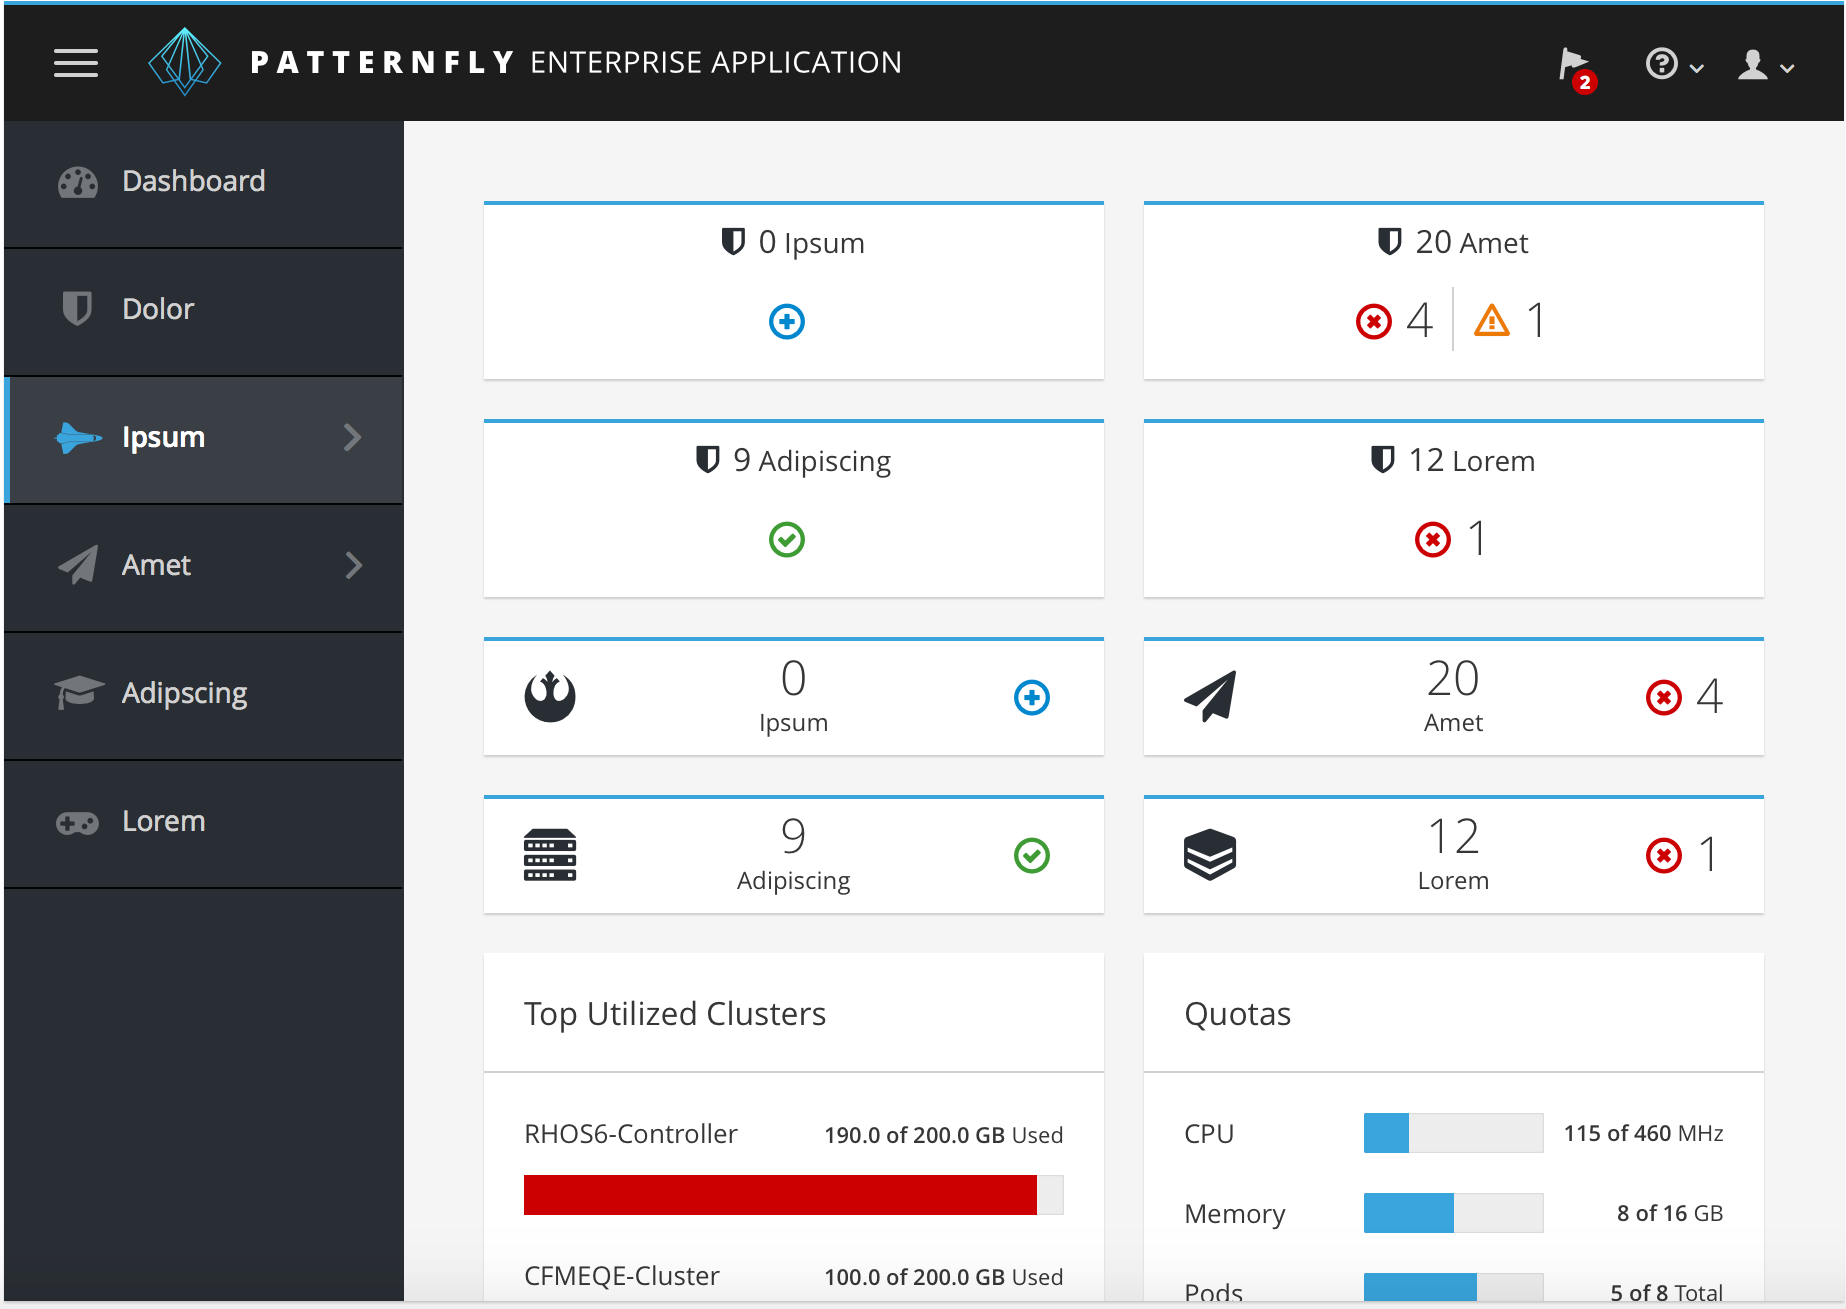 PATTERNFLY ENTERPRISE APPLICATION
2
Dashboard
Dolor
Ipsum
Amet
Adipscing
Lorem
0 Ipsum
20 Amet
4 1
9 Adipiscing
12 Lorem
1
0
Ipsum
20
Amet
4
9
Adipiscing
12
Lorem
1
Top Utilized Clusters
RHOS6-Controller 190.0 of 200.0 GB Used
CFMEQE-Cluster 100.0 of 200.0 GB Used
Quotas
CPU 115 of 460 MHz
Memory 8 of 16 GB
Pods 5 of 8 Total